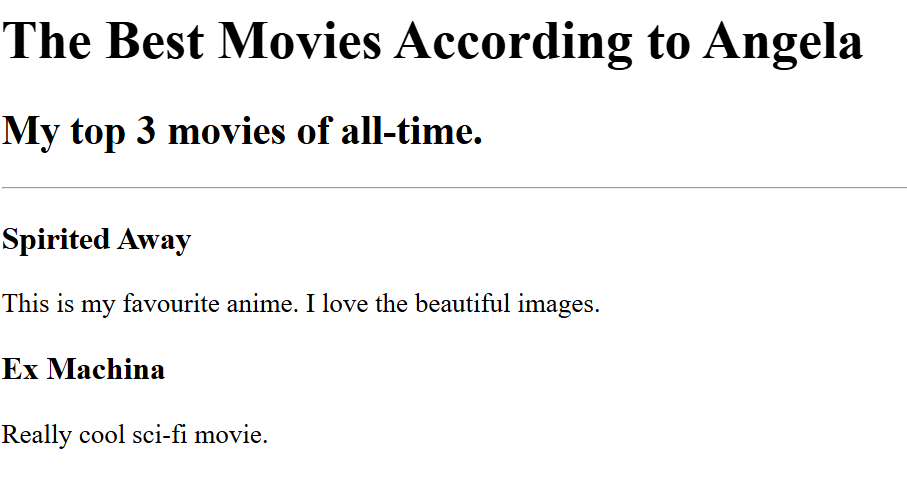 The Best Movies According to Angela
My top 3 movies of all-time.
Spirited Away
This is my favourite anime. I love the beautiful images.
Ex Machina
Really cool sci-fi movie.